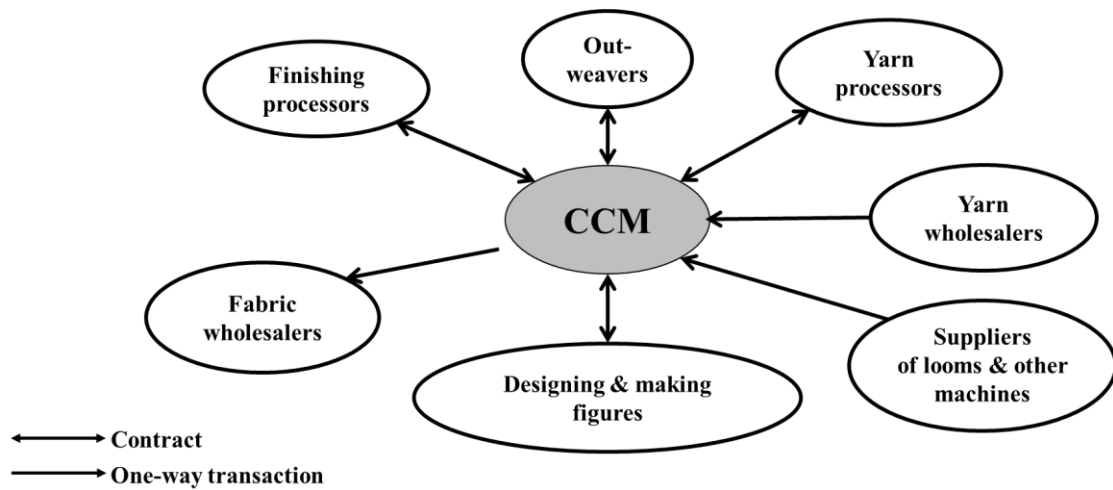 Out-
weavers
Yarn
processors
Finishing
processors
CCM
Yarn
wholesalers
Fabric
wholesalers
Suppliers
of looms & other
machines
Designing & making
figures
Contract
One-way transaction